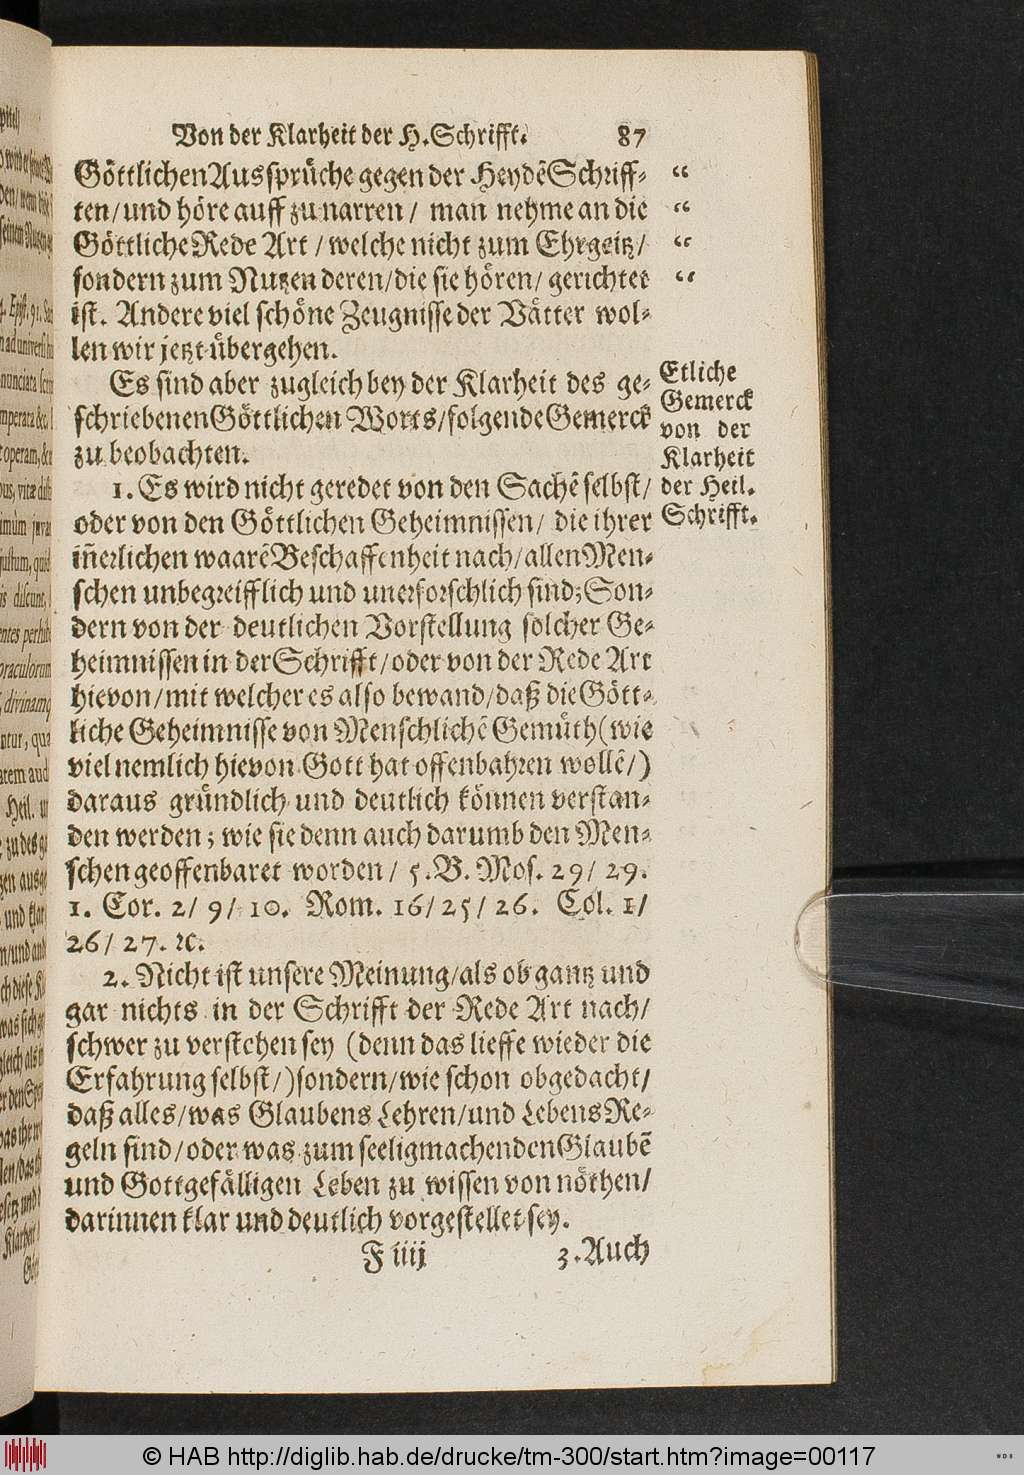 Von der Klarheit der H. Schrifft. 87
Göttlichen Aussprüche gegen der Heydẽ Schriff- “
ten/ und höre auff zu narren/ man nehme an die “
Göttliche Rede Art/ welche nicht zum Ehrgeitz/ “
sondern zum Nutzen deren/ die sie hören/ gerichtet “
ist. Andere viel schöne Zeugnisse der Vätter wol-
len wir jetzt übergehen.
Es sind aber zugleich bey der Klarheit des ge-
schriebenen Göttlichen Worts/ folgende Gemerck
zu beobachten.
Etliche
Gemerck
von der
Klarheit
der Heil.
Schrifft.
1. Es wird nicht geredet von den Sachẽ selbst/
oder von den Göttlichen Geheimnissen/ die ihrer
iñerlichen waarẽ Beschaffenheit nach/ allen Men-
schen unbegreifflich und unerforschlich sind; Son-
dern von der deutlichen Vorstellung solcher Ge-
heimnissen in der Schrifft/ oder von der Rede Art
hievon/ mit welcher es also bewand/ daß die Gött-
liche Geheimnisse von Menschlichẽ Gemüth (wie
viel nemlich hievon Gott hat offenbahren wollẽ/)
daraus gründlich und deutlich können verstan-
den werden; wie sie denn auch darumb den Men-
schen geoffenbaret worden/ 5. B. Mos. 29/ 29.
1. Cor. 2/ 9/ 10. Rom. 16/ 25/ 26. Col. 1/
26/ 27. ꝛc.
2. Nicht ist unsere Meinung/ als ob gantz und
gar nichts in der Schrifft der Rede Art nach/
schwer zu verstehen sey (denn das lieffe wieder die
Erfahrung selbst/) sondern/ wie schon obgedacht/
daß alles/ was Glaubens Lehren/ und Lebens Re-
geln sind/ oder was zum seeligmachenden Glaubẽ
und Gottgefälligen Leben zu wissen von nöthen/
darinnen klar und deutlich vorgestellet sey.
F iiij 3. Auch
© HAB http://diglib.hab.de/drucke/tm-300/start.htm?image=00117